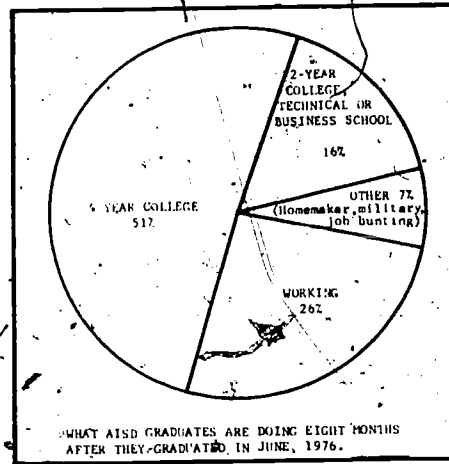 2-YEAR
COLLEGE,
TECHNICAL OR
BUSINESS SCHOOL
16%
OTHER 7%
(Homemaker, military,
job hunting)
4 YEAR COLLEGE
51%
WORKING
26%
WHAT AISD GRADUATES ARE DOING EIGHT MONTHS
AFTER THEY GRADUATED IN JUNE, 1976.